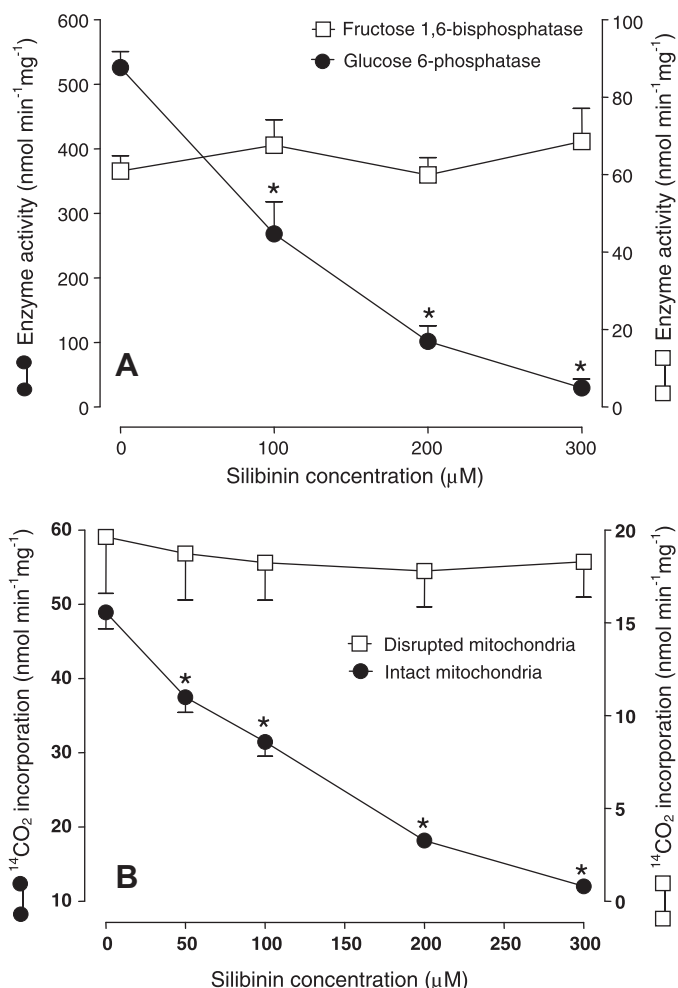 Fructose 1,6-bisphosphatase
Glucose 6-phosphatase
Enzyme activity (nmol min⁻¹mg⁻¹)
600
500
400
300
200
100
0
Enzyme activity (nmol min⁻¹mg⁻¹)
100
80
60
40
20
0
*
*
*
A
0 100 200 300
Silibinin concentration (μM)
¹⁴CO₂ incorporation (nmol min⁻¹mg⁻¹)
60
50
40
30
20
10
¹⁴CO₂ incorporation (nmol min⁻¹mg⁻¹)
20
15
10
5
0
Disrupted mitochondria
Intact mitochondria
*
*
*
*
B
0 50 100 150 200 250 300
Silibinin concentration (μM)